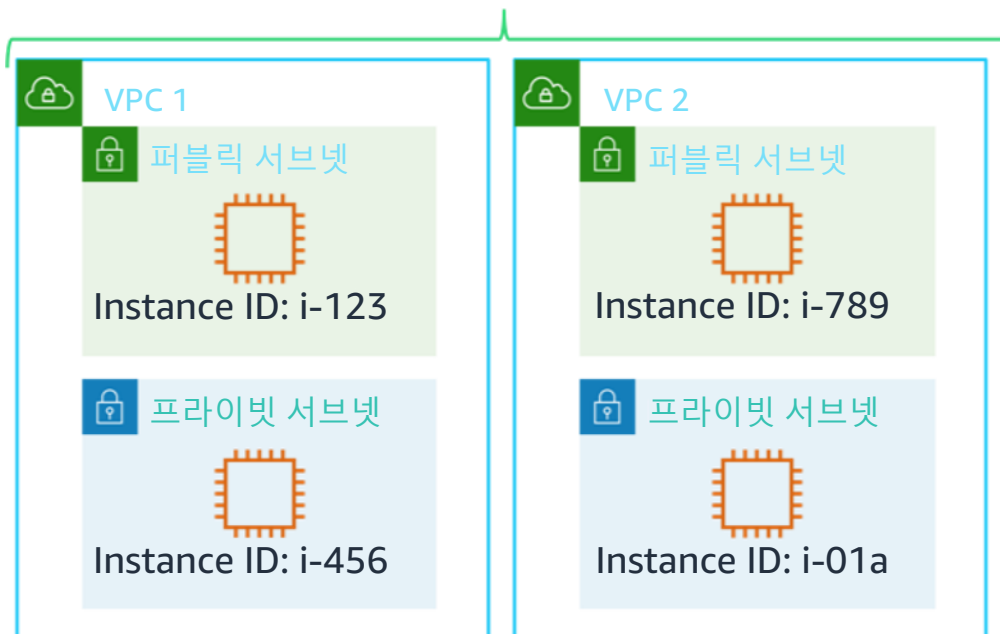 VPC 1
퍼블릭 서브넷
Instance ID: i-123
프라이빗 서브넷
Instance ID: i-456
VPC 2
퍼블릭 서브넷
Instance ID: i-789
프라이빗 서브넷
Instance ID: i-01a